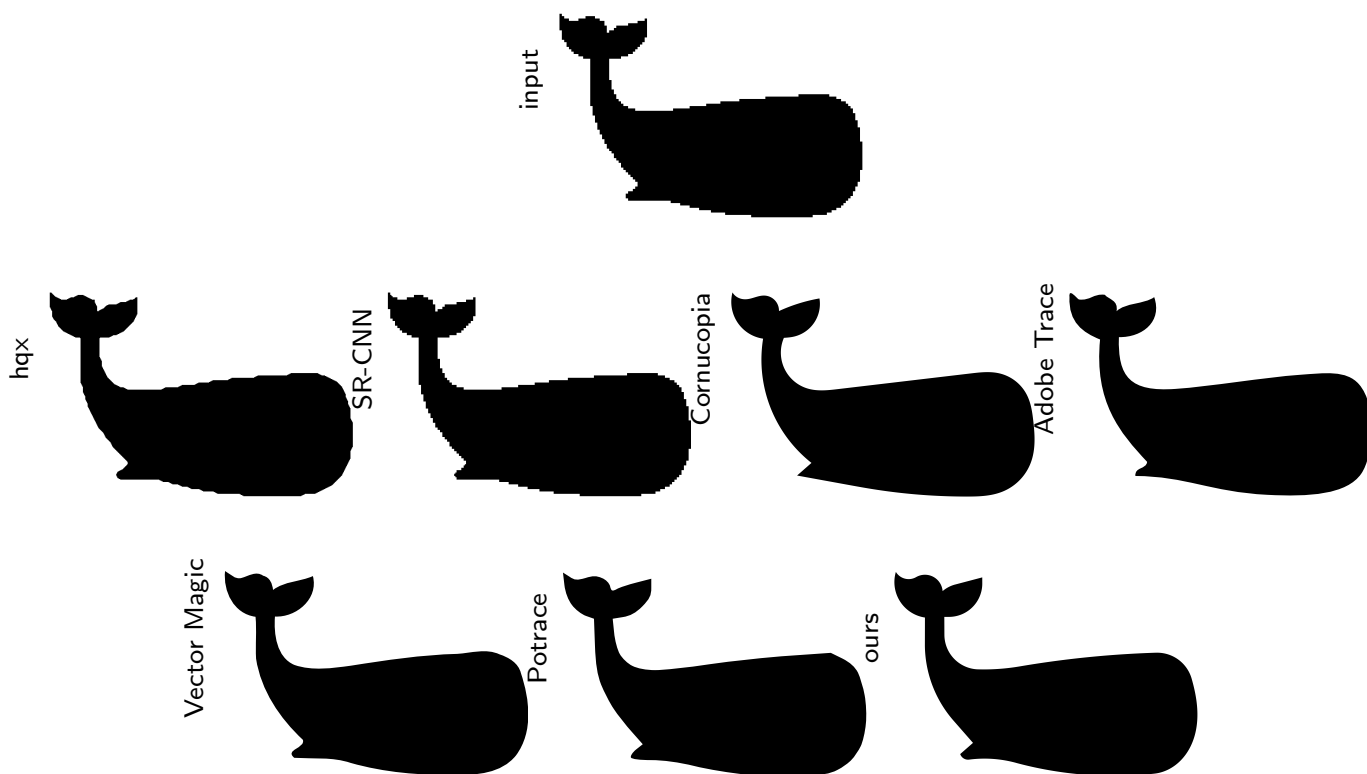 input
hqx
SR-CNN
Cornucopia
Adobe Trace
Vector Magic
Potrace
ours